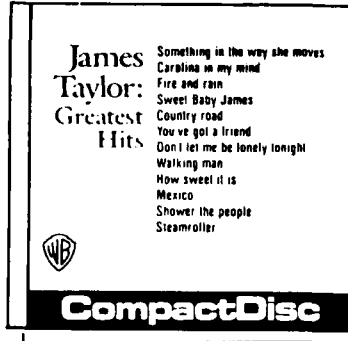 James
Taylor:
Greatest
Hits
Something in the way she moves
Carolina in my mind
Fire and rain
Sweet Baby James
Country road
You've got a friend
Don't let me be lonely tonight
Walking man
How sweet it is
Mexico
Shower the people
Steamroller
WB
CompactDisc